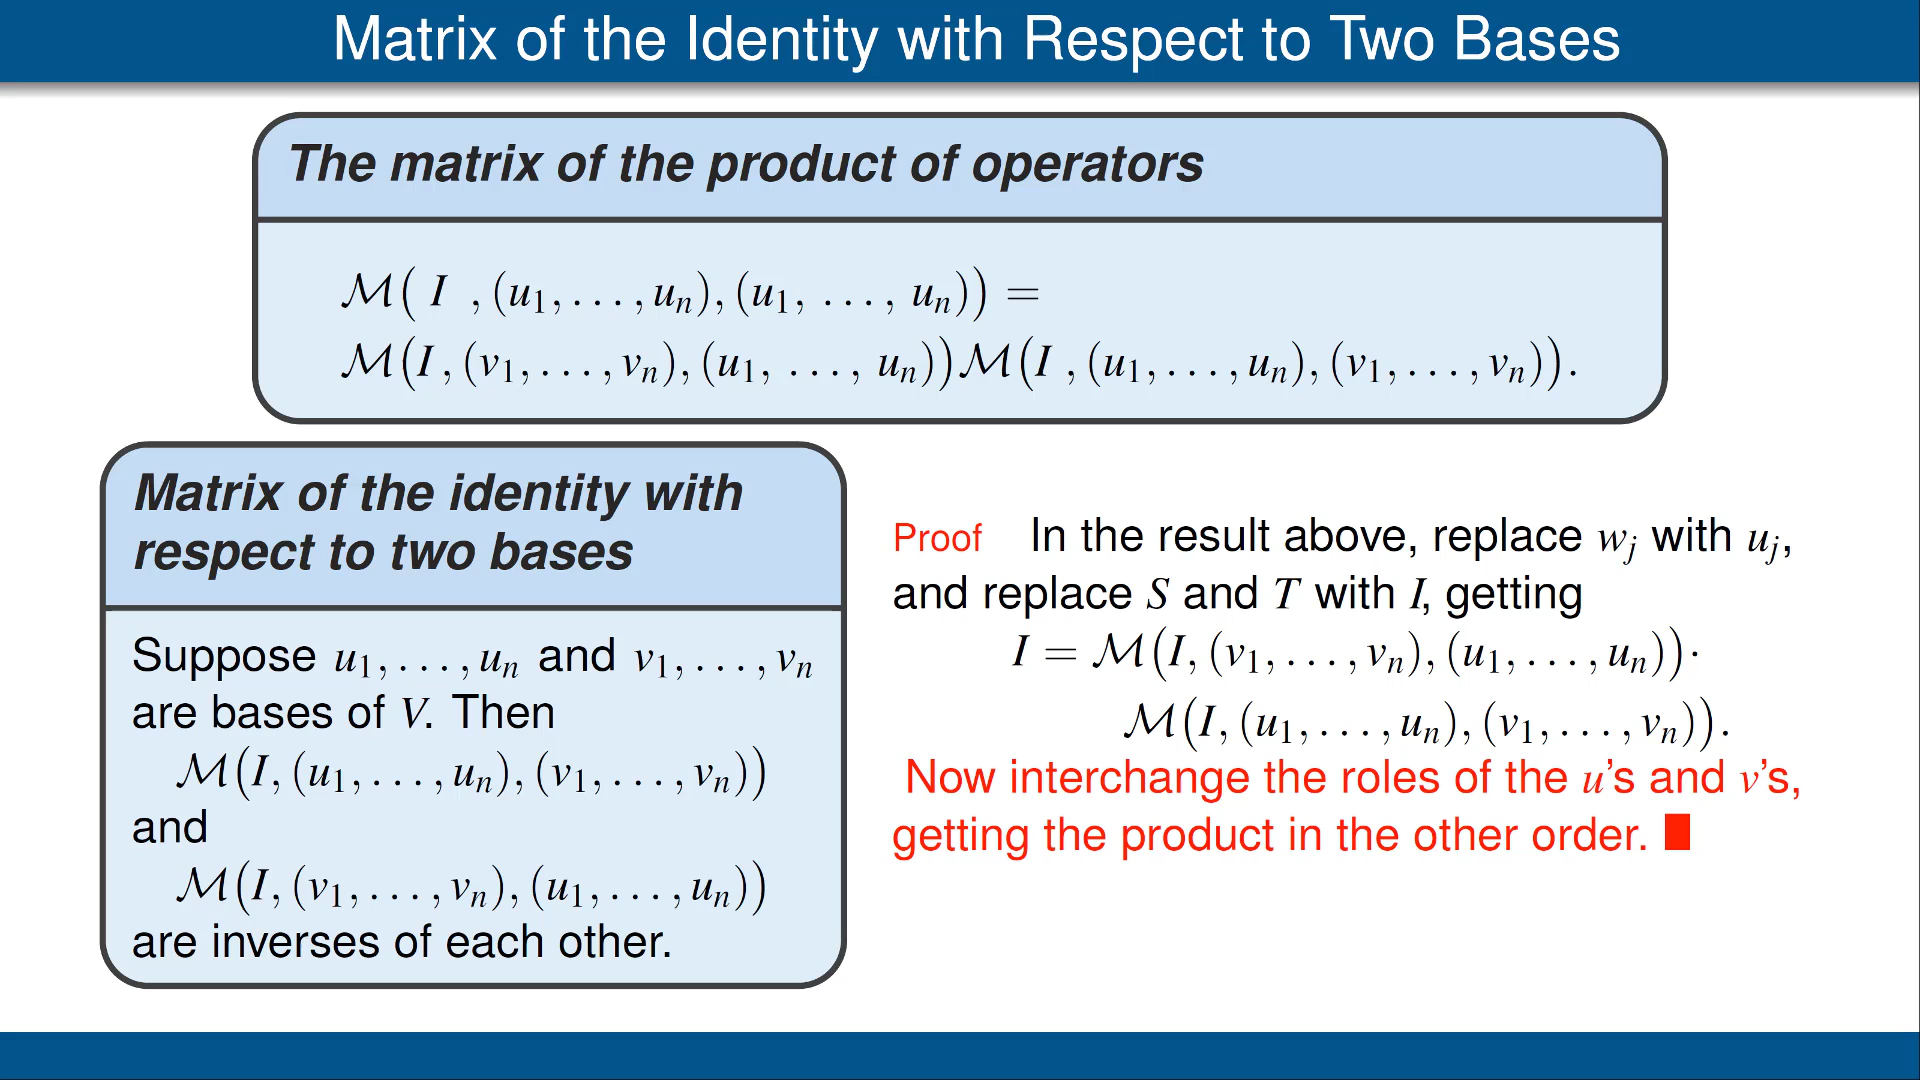 Matrix of the Identity with Respect to Two Bases
The matrix of the product of operators
ℳ( I , (u₁, . . . , uₙ), (u₁, . . . , uₙ)) =
ℳ(I , (v₁, . . . , vₙ), (u₁, . . . , uₙ))ℳ(I , (u₁, . . . , uₙ), (v₁, . . . , vₙ)).
Matrix of the identity with
respect to two bases
Suppose u₁, . . . , uₙ and v₁, . . . , vₙ
are bases of V. Then
ℳ(I, (u₁, . . . , uₙ), (v₁, . . . , vₙ))
and
ℳ(I, (v₁, . . . , vₙ), (u₁, . . . , uₙ))
are inverses of each other.
Proof In the result above, replace wⱼ with uⱼ,
and replace S and T with I, getting
I = ℳ(I, (v₁, . . . , vₙ), (u₁, . . . , uₙ))·
ℳ(I, (u₁, . . . , uₙ), (v₁, . . . , vₙ)).
Now interchange the roles of the u’s and v’s,
getting the product in the other order. ■